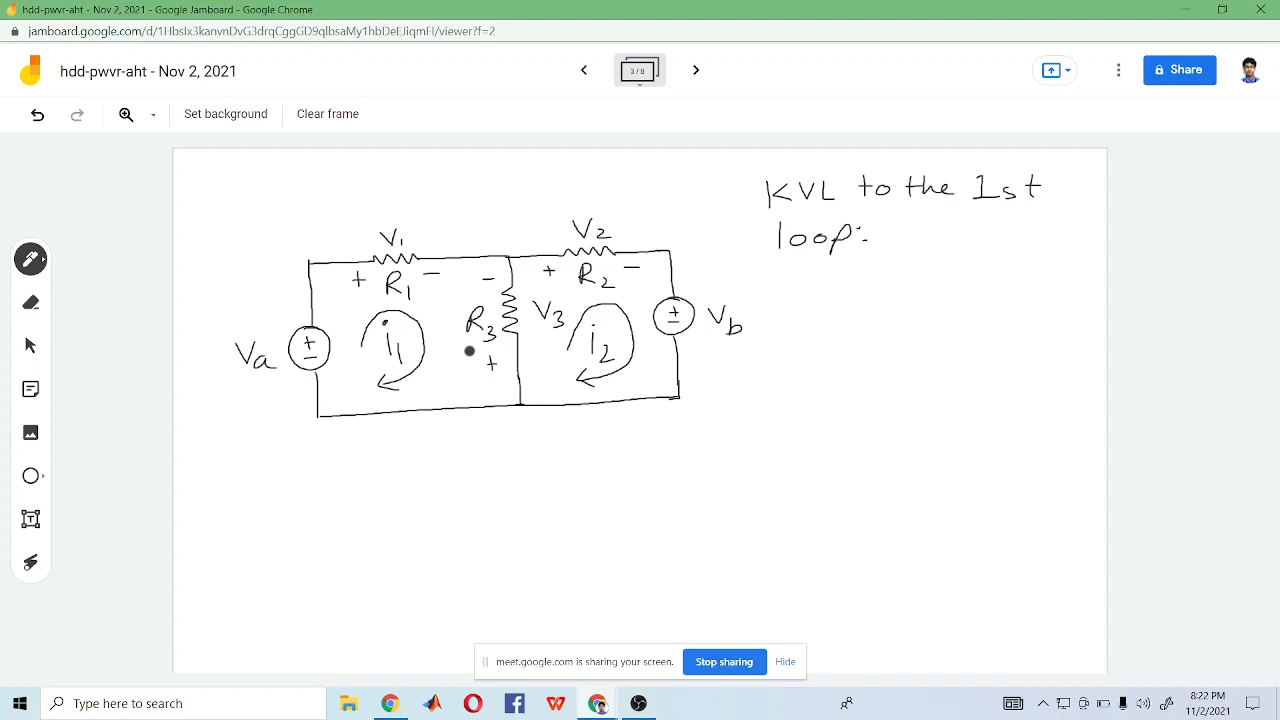 hdd-pwvr-aht - Nov 2, 2021 - Google Jamboard - Google Chrome
jamboard.google.com/d/1HbsIx3kanvnDvG3drqCggGD9qlbsaMy1hbDeEJiqmFI/viewer?f=2
hdd-pwvr-aht - Nov 2, 2021
3 / 8
Share
Set background
Clear frame
KVL to the 1st
loop:
V1
V2
+ R1 -
-
+ R2 -
R3
V3
+
-
Vb
Va
+
-
i1
i2
+
meet.google.com is sharing your screen.
Stop sharing
Hide
Type here to search
8:22 PM
11/2/2021